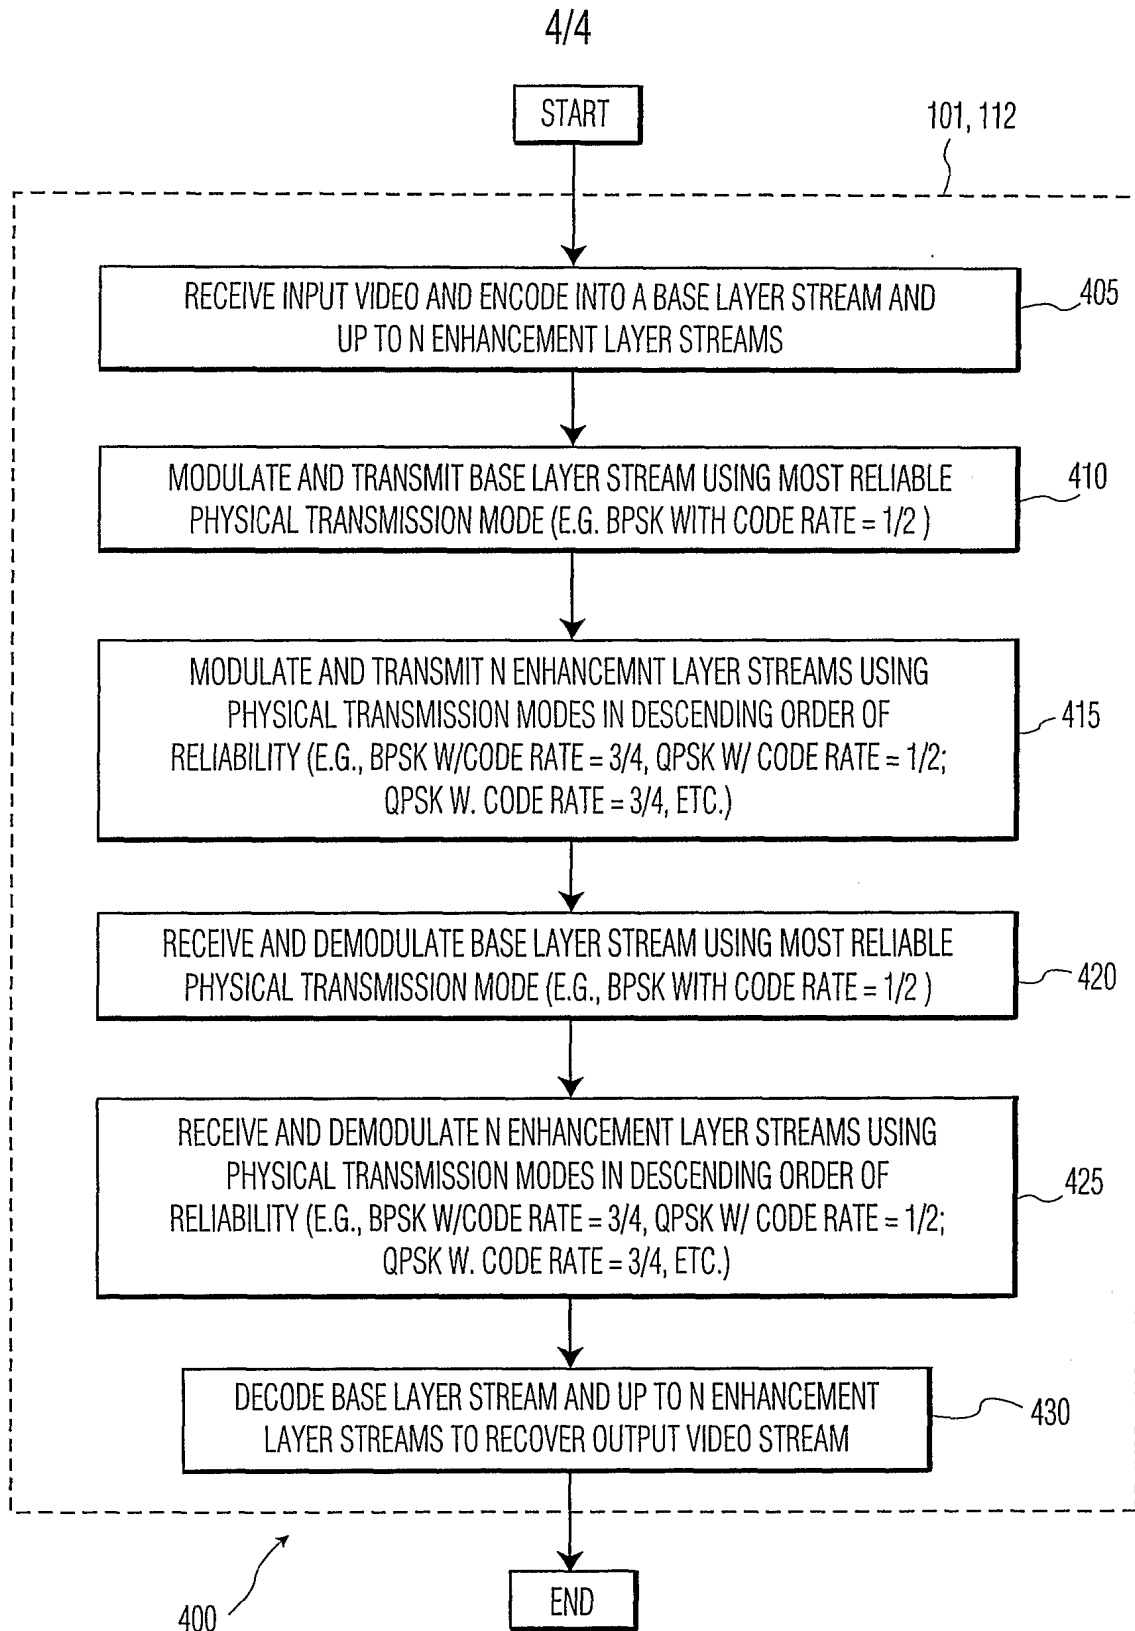 4/4
START
101, 112
RECEIVE INPUT VIDEO AND ENCODE INTO A BASE LAYER STREAM AND
UP TO N ENHANCEMENT LAYER STREAMS
405
MODULATE AND TRANSMIT BASE LAYER STREAM USING MOST RELIABLE
PHYSICAL TRANSMISSION MODE (E.G. BPSK WITH CODE RATE = 1/2 )
410
MODULATE AND TRANSMIT N ENHANCEMNT LAYER STREAMS USING
PHYSICAL TRANSMISSION MODES IN DESCENDING ORDER OF
RELIABILITY (E.G., BPSK W/CODE RATE = 3/4, QPSK W/ CODE RATE = 1/2;
QPSK W. CODE RATE = 3/4, ETC.)
415
RECEIVE AND DEMODULATE BASE LAYER STREAM USING MOST RELIABLE
PHYSICAL TRANSMISSION MODE (E.G., BPSK WITH CODE RATE = 1/2 )
420
RECEIVE AND DEMODULATE N ENHANCEMENT LAYER STREAMS USING
PHYSICAL TRANSMISSION MODES IN DESCENDING ORDER OF
RELIABILITY (E.G., BPSK W/CODE RATE = 3/4, QPSK W/ CODE RATE = 1/2;
QPSK W. CODE RATE = 3/4, ETC.)
425
DECODE BASE LAYER STREAM AND UP TO N ENHANCEMENT
LAYER STREAMS TO RECOVER OUTPUT VIDEO STREAM
430
END
400